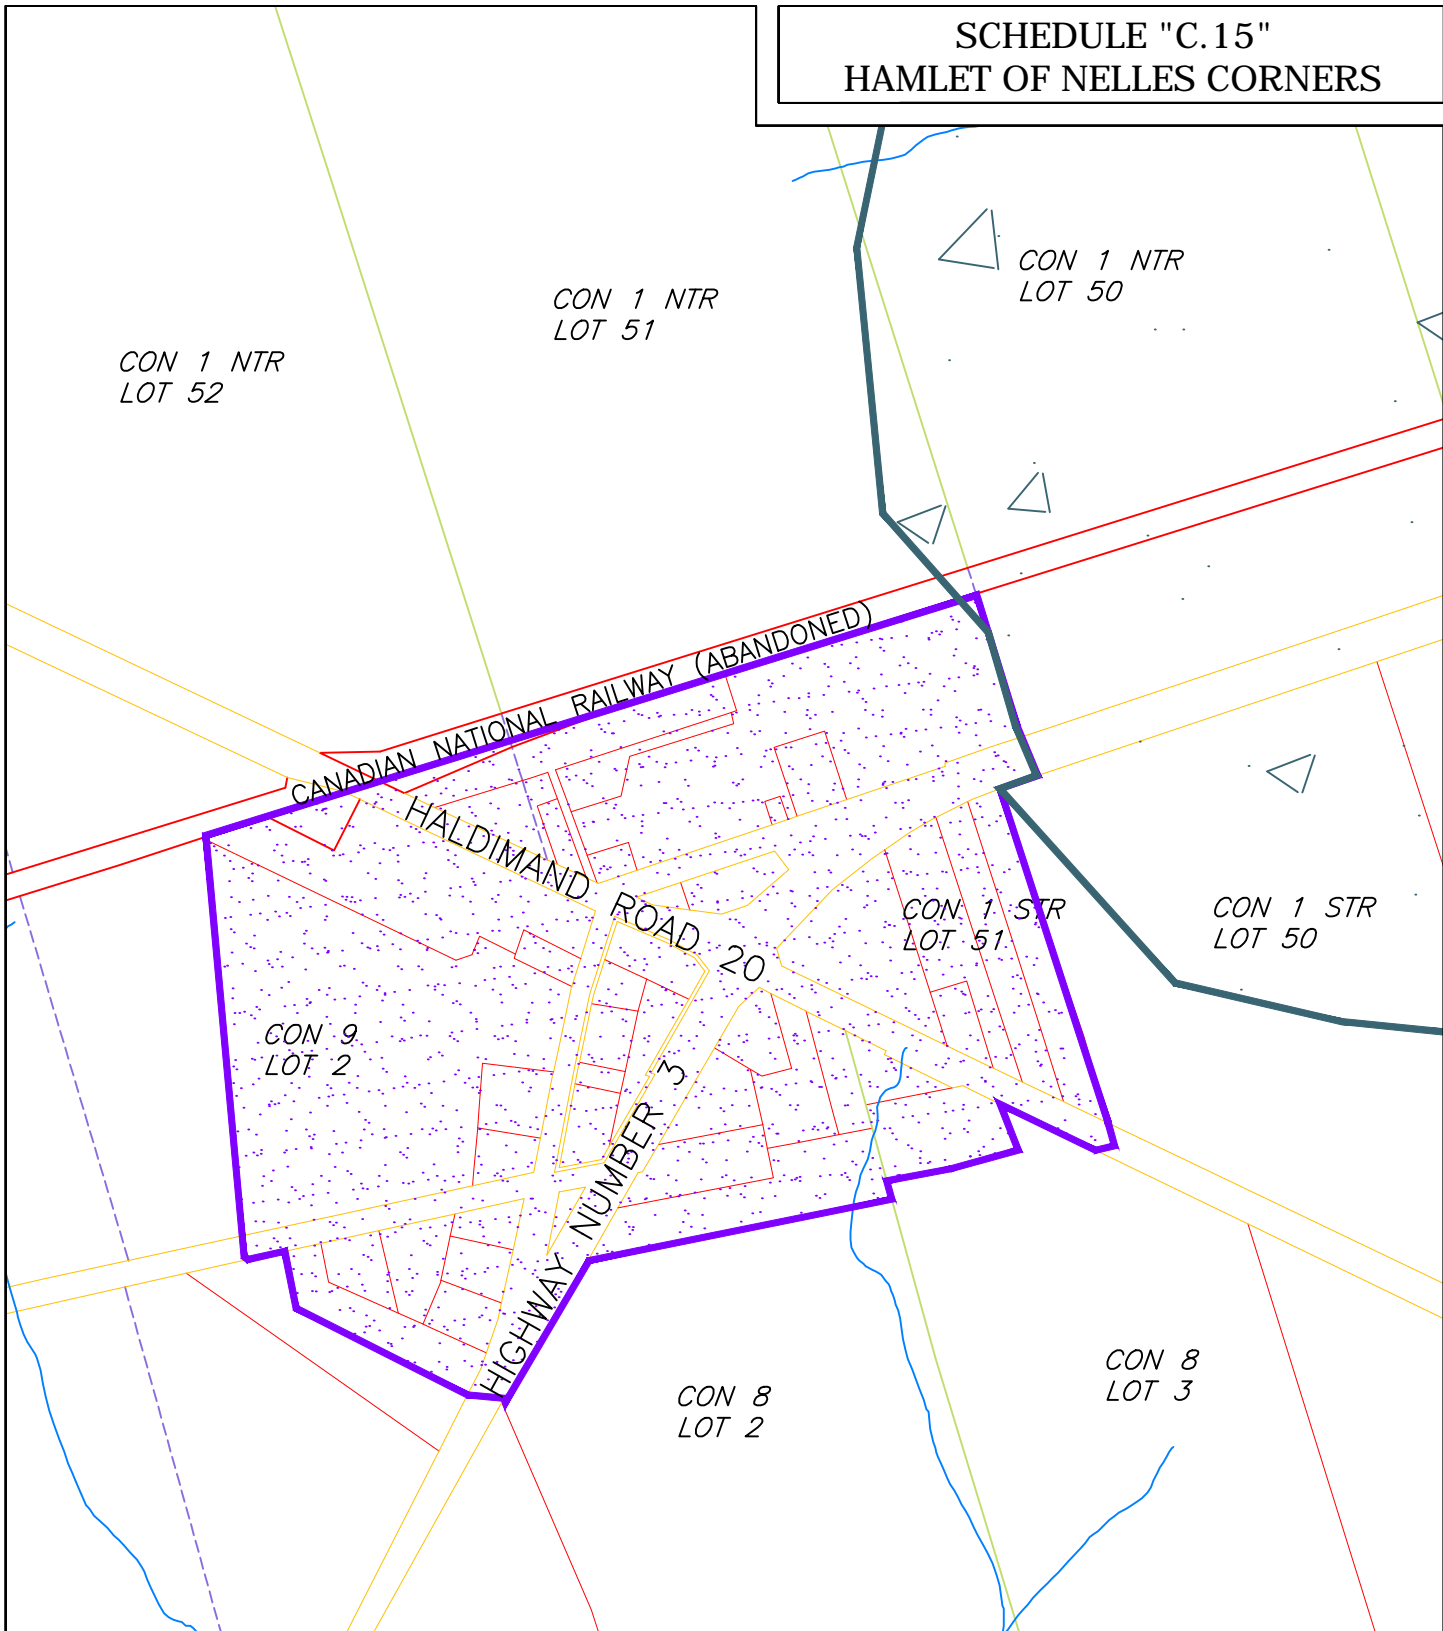 SCHEDULE "C.15"
HAMLET OF NELLES CORNERS
CON 1 NTR
LOT 50
CON 1 NTR
LOT 51
CON 1 NTR
LOT 52
CANADIAN NATIONAL RAILWAY (ABANDONED)
HALDIMAND ROAD 20
CON 1 STR
LOT 51
CON 1 STR
LOT 50
CON 9
LOT 2
HIGHWAY NUMBER 3
CON 8
LOT 3
CON 8
LOT 2